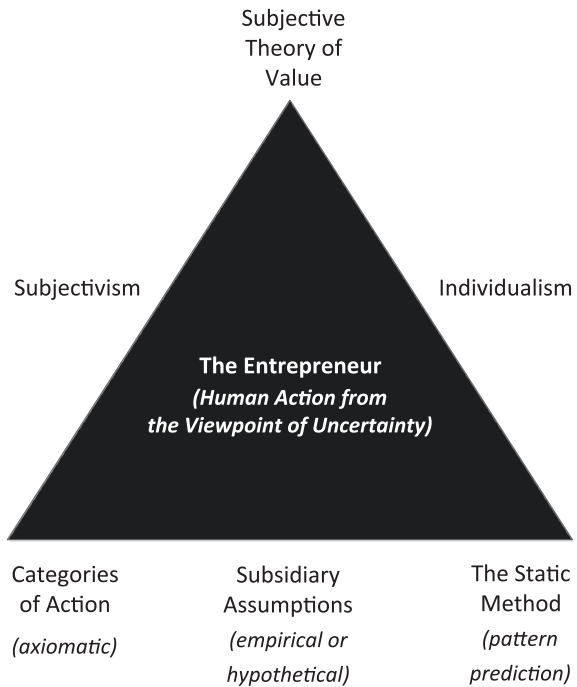 Subjective
Theory of
Value
Subjectivism
Individualism
The Entrepreneur
(Human Action from
the Viewpoint of Uncertainty)
Categories
of Action
(axiomatic)
Subsidiary
Assumptions
(empirical or
hypothetical)
The Static
Method
(pattern
prediction)